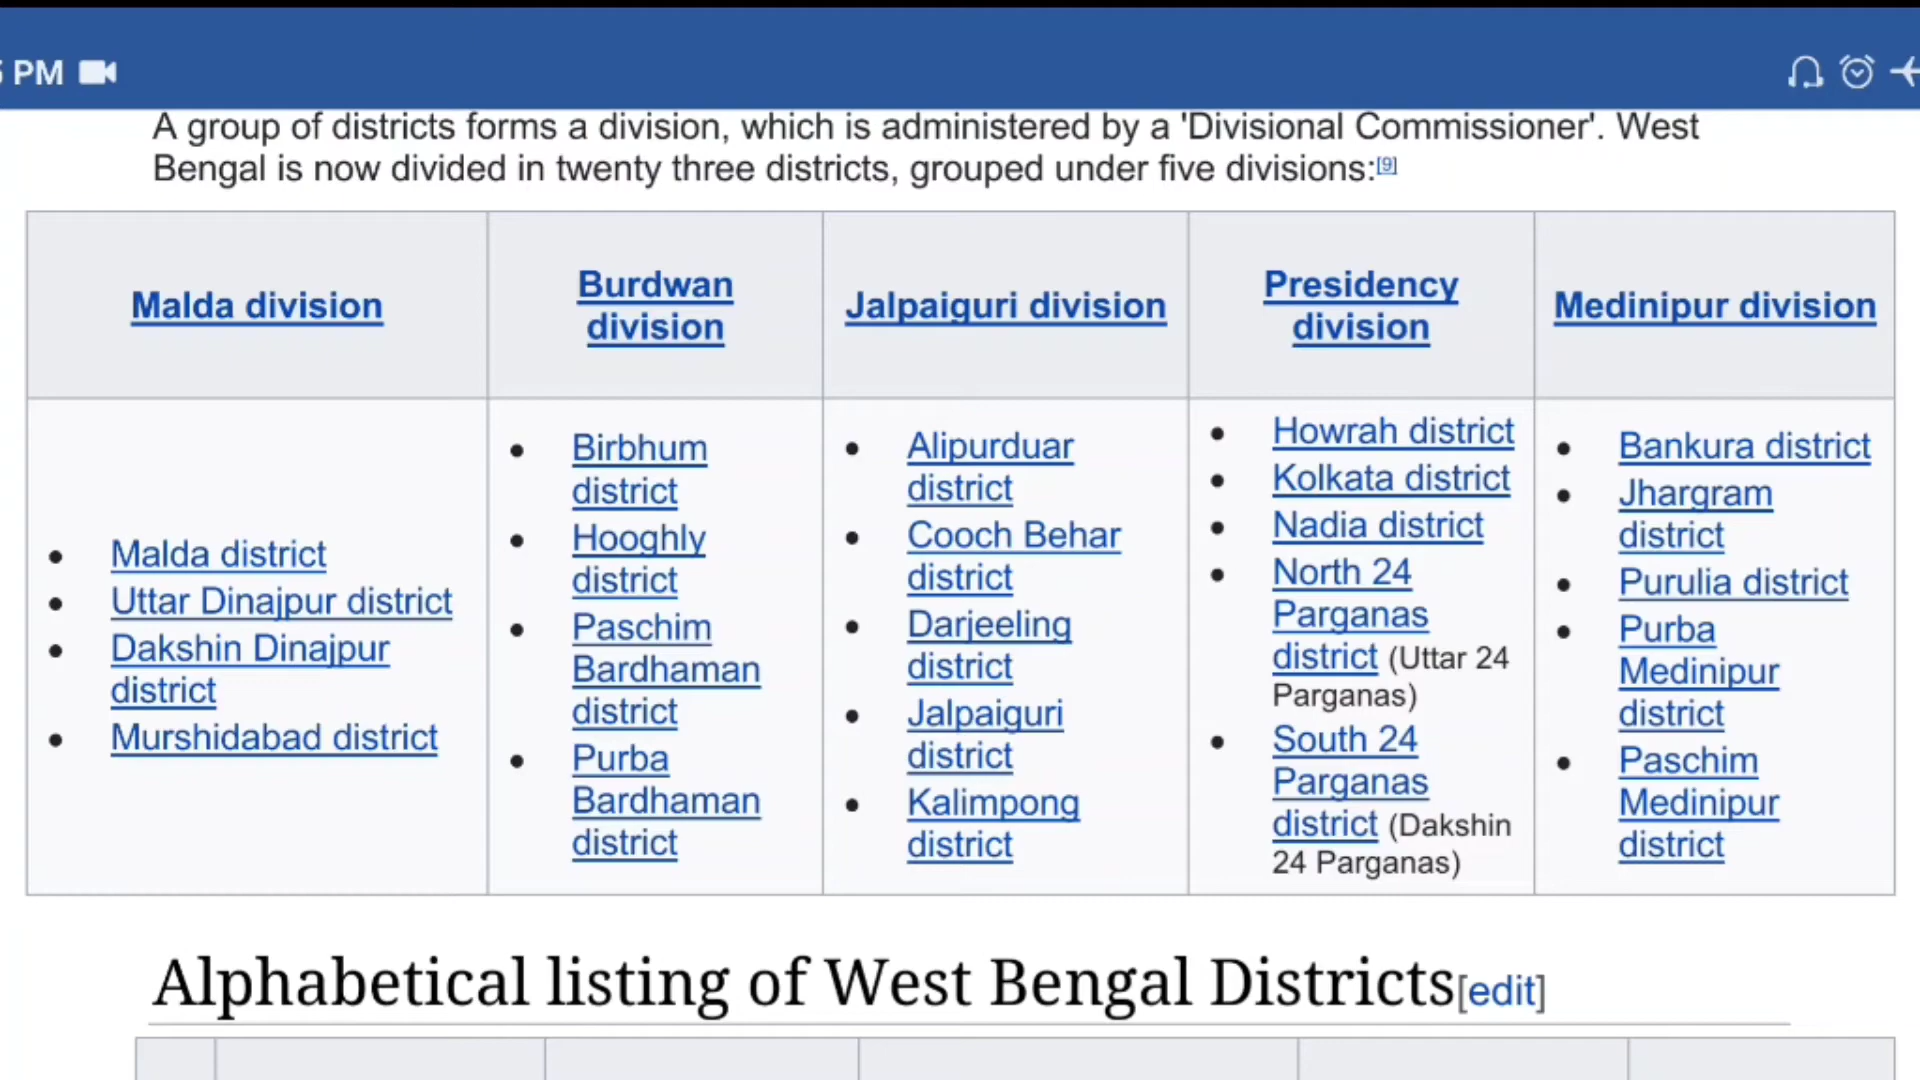 PM
A group of districts forms a division, which is administered by a 'Divisional Commissioner'. West
Bengal is now divided in twenty three districts, grouped under five divisions:[9]
Malda division
Burdwan
division
Jalpaiguri division
Presidency
division
Medinipur division
Malda district
Uttar Dinajpur district
Dakshin Dinajpur
district
Murshidabad district
Birbhum
district
Hooghly
district
Paschim
Bardhaman
district
Purba
Bardhaman
district
Alipurduar
district
Cooch Behar
district
Darjeeling
district
Jalpaiguri
district
Kalimpong
district
Howrah district
Kolkata district
Nadia district
North 24
Parganas
district (Uttar 24
Parganas)
South 24
Parganas
district (Dakshin
24 Parganas)
Bankura district
Jhargram
district
Purulia district
Purba
Medinipur
district
Paschim
Medinipur
district
Alphabetical listing of West Bengal Districts[edit]